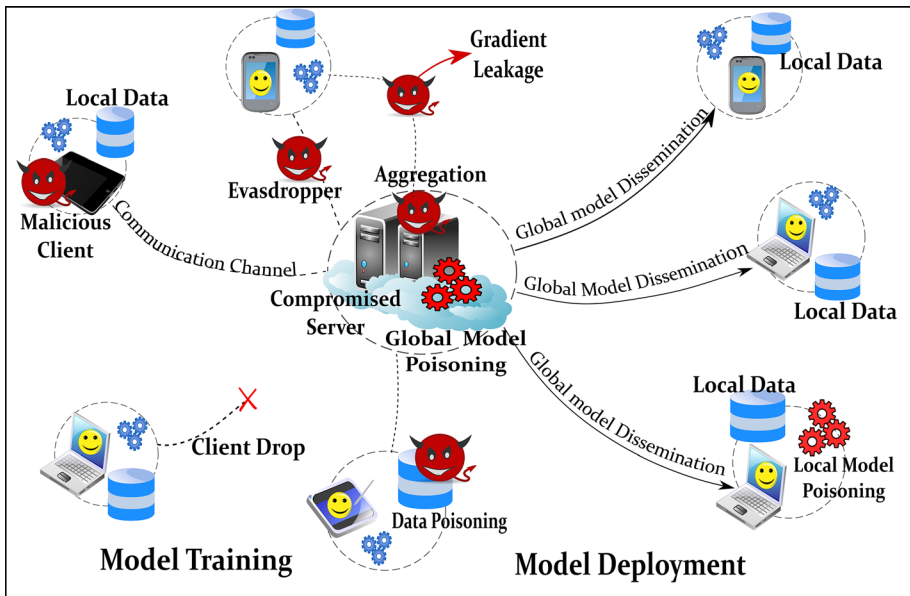 Gradient
Leakage
Local Data
Local Data
Evasdropper
Aggregation
Malicious
Client
Communication Channel
Global model Dissemination
Global Model Dissemination
Local Data
Compromised
Server
Global Model
Poisoning
Global model Dissemination
Local Data
Client Drop
Local Model
Poisoning
Data Poisoning
Model Training
Model Deployment